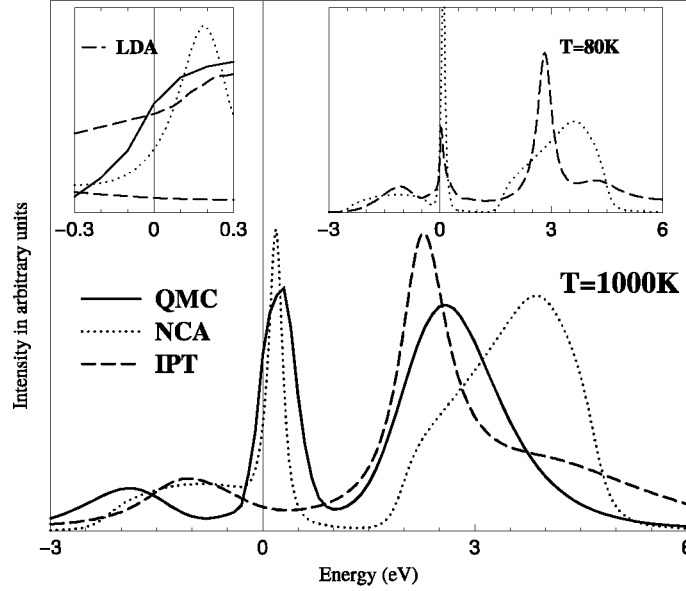 LDA
T=80K
−0.3 0 0.3
−3 0 3 6
T=1000K
QMC
NCA
IPT
Intensity in arbitrary units
−3 0 3 6
Energy (eV)